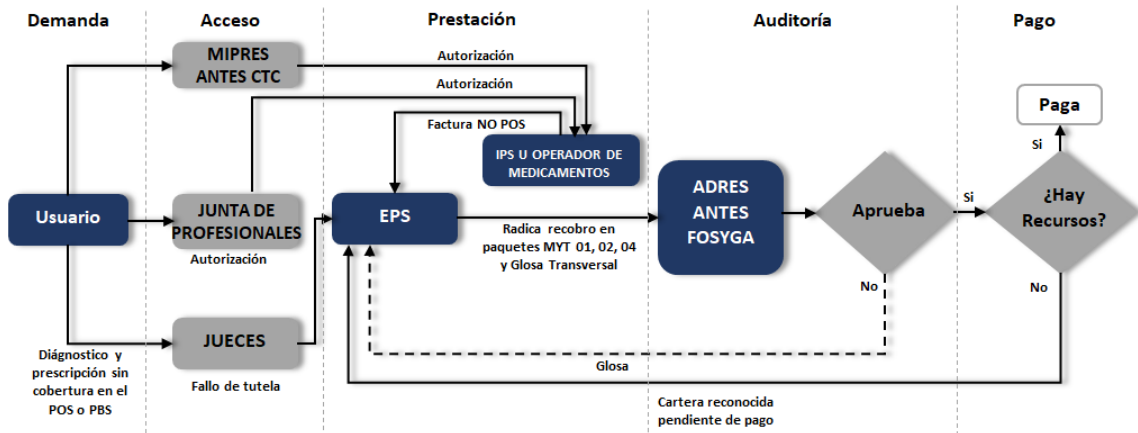 Demanda
Acceso
Prestación
Auditoría
Pago
MIPRES
ANTES CTC
Autorización
Autorización
Factura NO POS
IPS U OPERADOR DE
MEDICAMENTOS
Paga
Si
Usuario
JUNTA DE
PROFESIONALES
Autorización
EPS
Radica recobro en
paquetes MYT 01, 02, 04
y Glosa Transversal
ADRES
ANTES
FOSYGA
Aprueba
Si
¿Hay
Recursos?
No
No
JUECES
Fallo de tutela
Diágnostico y
prescripción sin
cobertura en el
POS o PBS
Glosa
Cartera reconocida
pendiente de pago